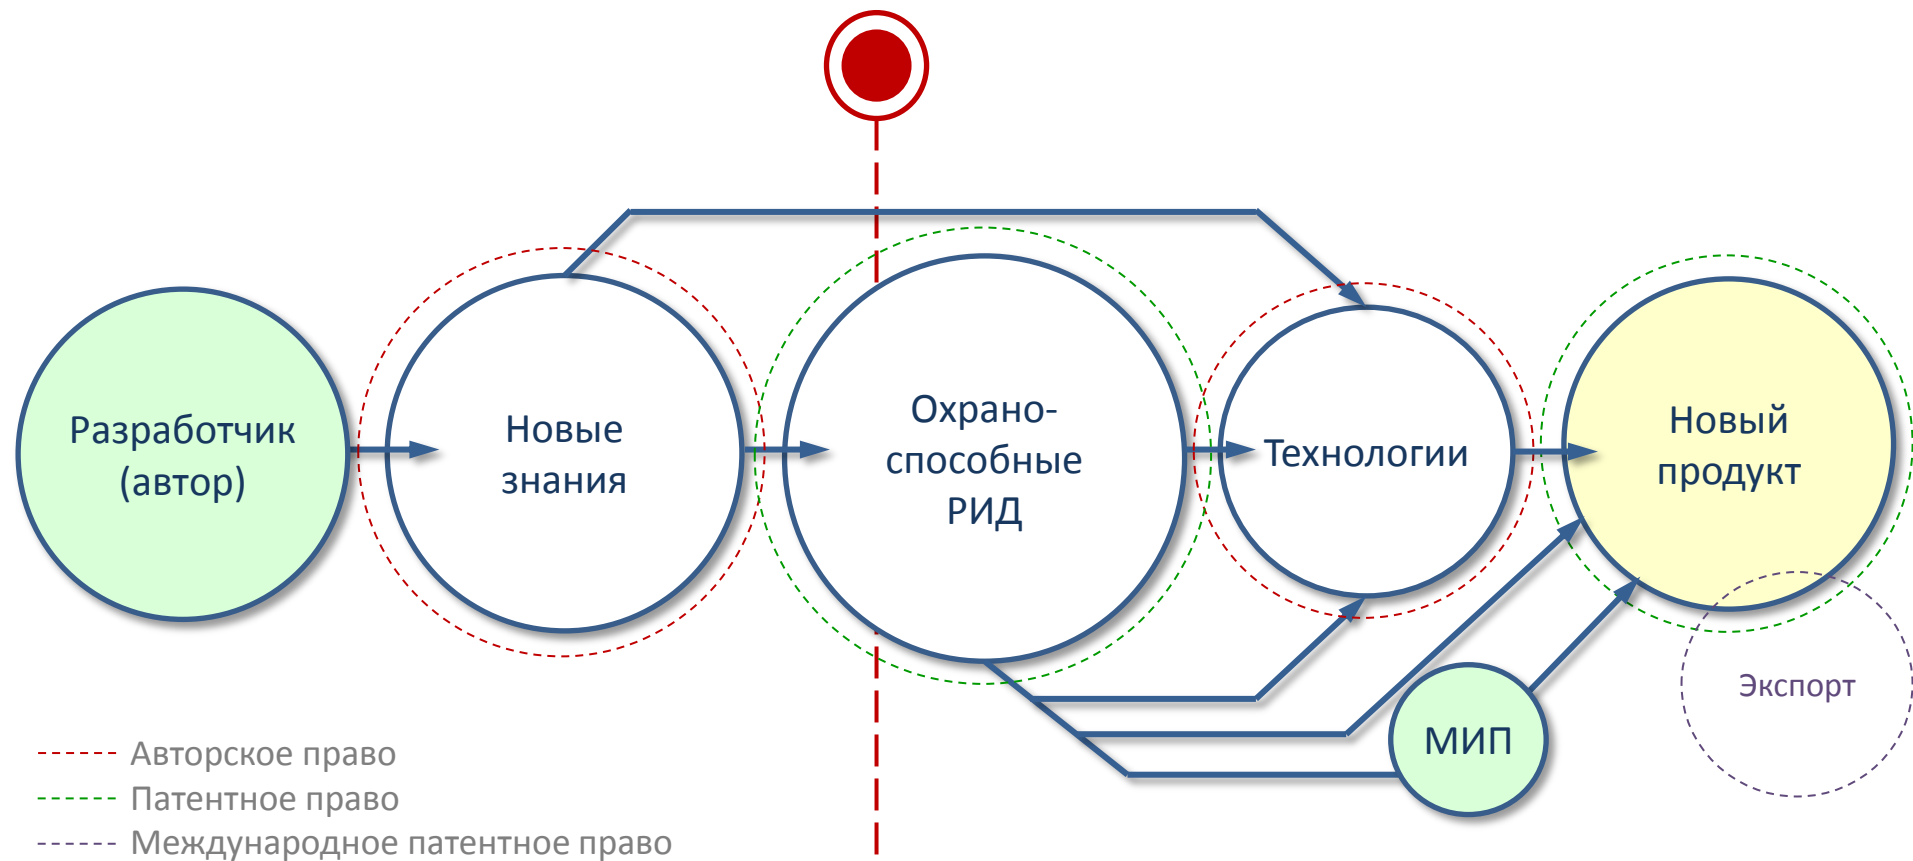 Разработчик
(автор)
Новые
знания
Охрано-
способные
РИД
Технологии
Новый
продукт
Экспорт
МИП
Авторское право
Патентное право
Международное патентное право